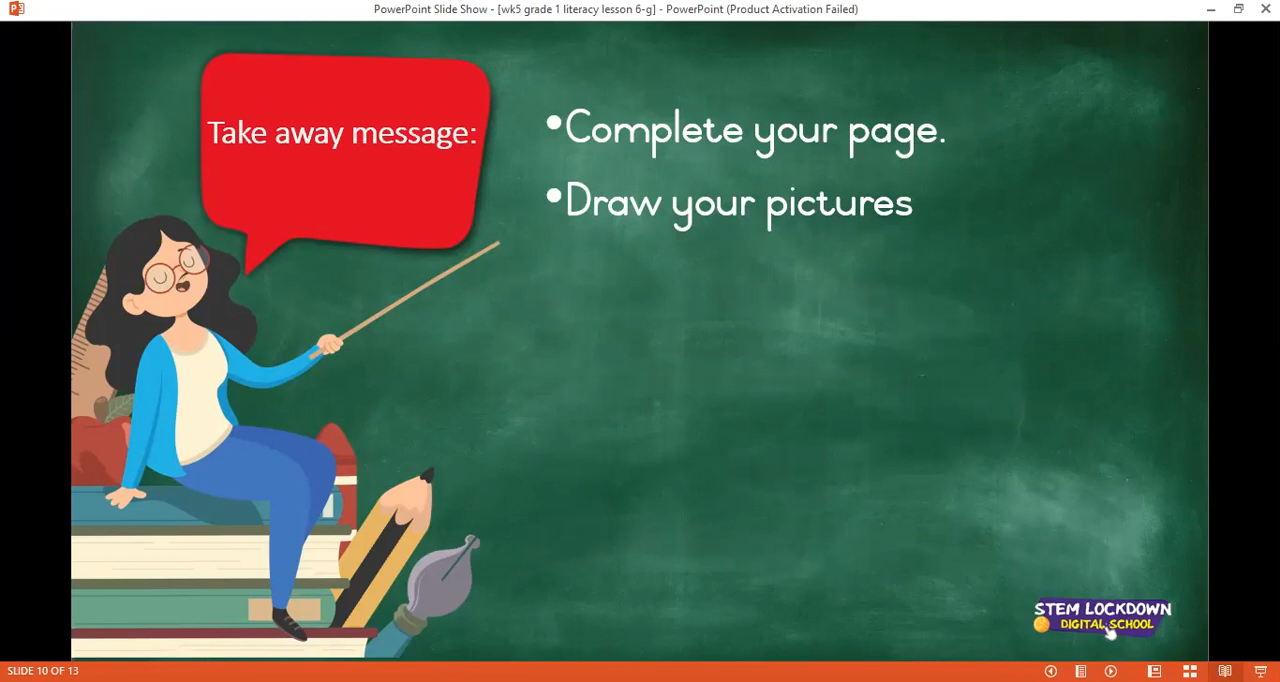 PowerPoint Slide Show - [wk5 grade 1 literacy lesson 6-g] - PowerPoint (Product Activation Failed)
Take away message:
•Complete your page.
•Draw your pictures
STEM LOCKDOWN
DIGITAL SCHOOL
SLIDE 10 OF 13